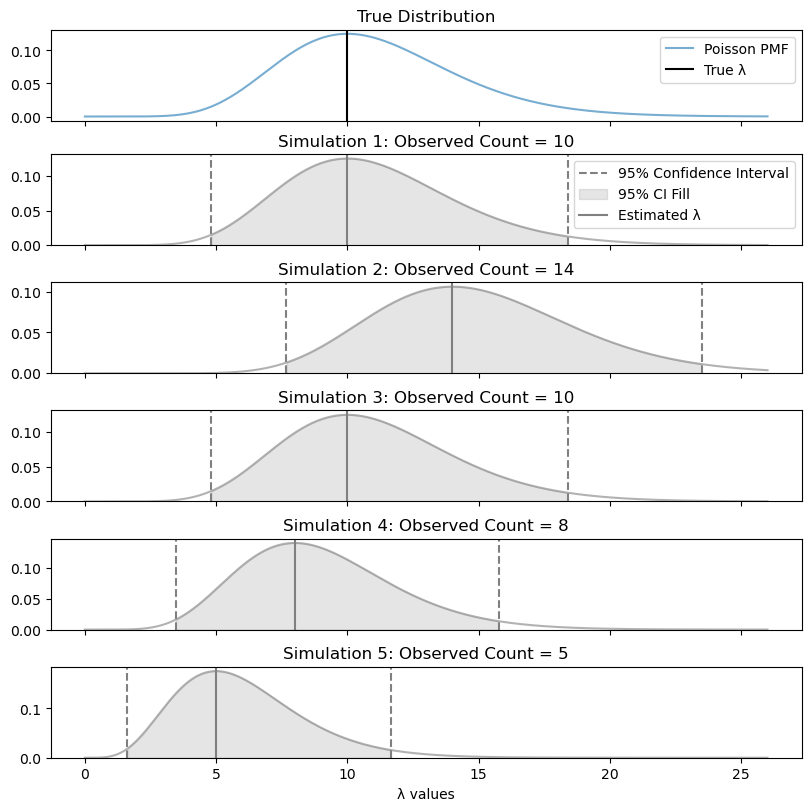 True Distribution
0.10
0.05
0.00
Poisson PMF
True λ
Simulation 1: Observed Count = 10
0.10
0.05
0.00
95% Confidence Interval
95% CI Fill
Estimated λ
Simulation 2: Observed Count = 14
0.10
0.05
0.00
Simulation 3: Observed Count = 10
0.10
0.05
0.00
Simulation 4: Observed Count = 8
0.10
0.05
0.00
Simulation 5: Observed Count = 5
0.1
0.0
0 5 10 15 20 25
λ values